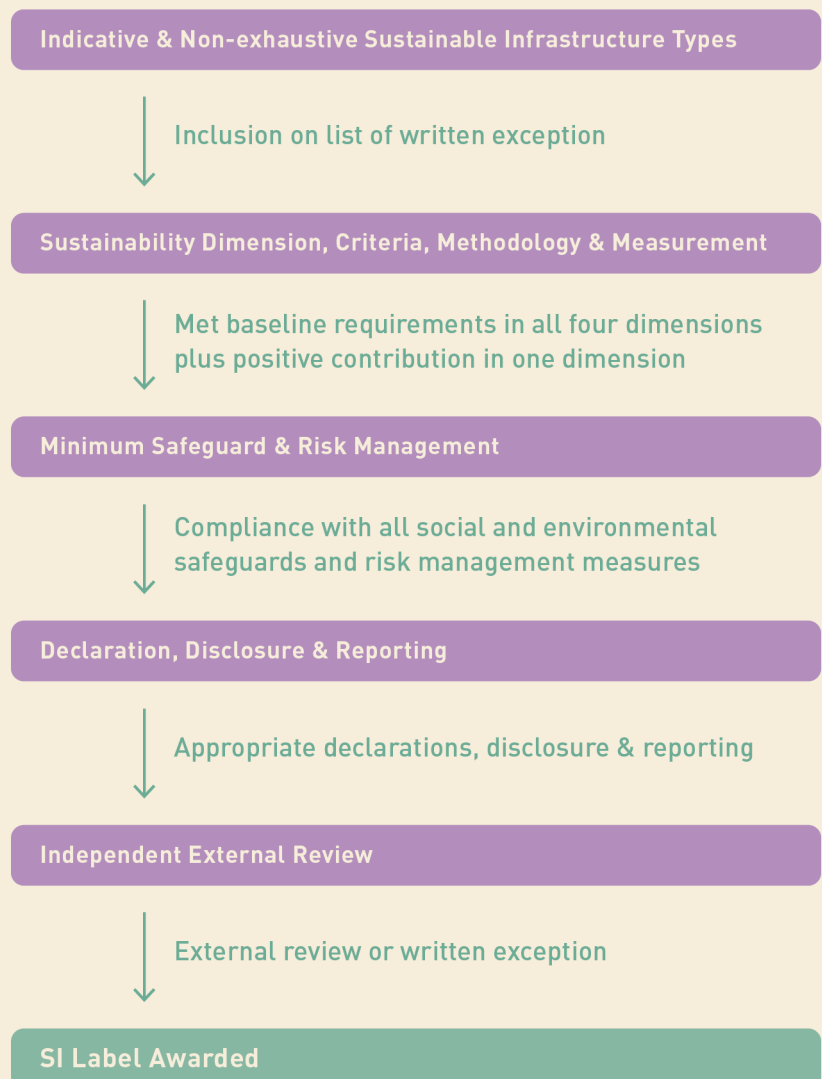 Indicative & Non-exhaustive Sustainable Infrastructure Types
Inclusion on list of written exception
Sustainability Dimension, Criteria, Methodology & Measurement
Met baseline requirements in all four dimensions
plus positive contribution in one dimension
Minimum Safeguard & Risk Management
Compliance with all social and environmental
safeguards and risk management measures
Declaration, Disclosure & Reporting
Appropriate declarations, disclosure & reporting
Independent External Review
External review or written exception
SI Label Awarded